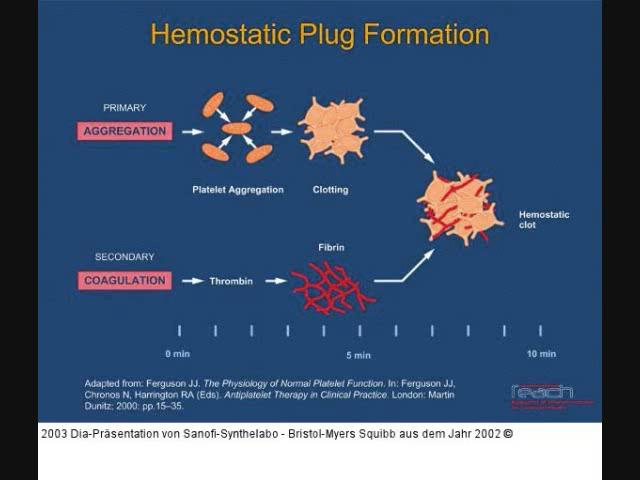 Hemostatic Plug Formation
PRIMARY
AGGREGATION
Platelet Aggregation
Clotting
Hemostatic
clot
SECONDARY
COAGULATION
Thrombin
Fibrin
0 min
5 min
10 min
Adapted from: Ferguson JJ. The Physiology of Normal Platelet Function. In: Ferguson JJ,
Chronos N, Harrington RA (Eds). Antiplatelet Therapy in Clinical Practice. London: Martin
Dunitz; 2000: pp.15–35.
reach
2003 Dia-Präsentation von Sanofi-Synthelabo - Bristol-Myers Squibb aus dem Jahr 2002 ©